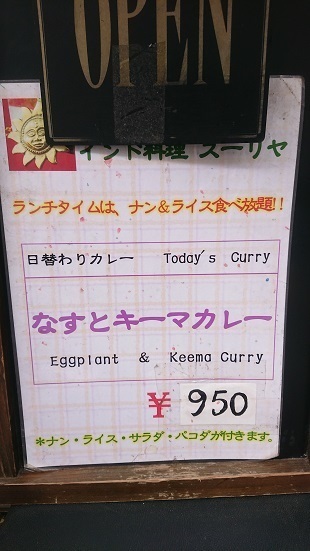 OPEN
インド料理 スーリヤ
ランチタイムは、ナン&ライス食べ放題!!
日替わりカレー Today's Curry
なすとキーマカレー
Eggplant & Keema Curry
¥ 950
*ナン・ライス・サラダ・パコダが付きます。